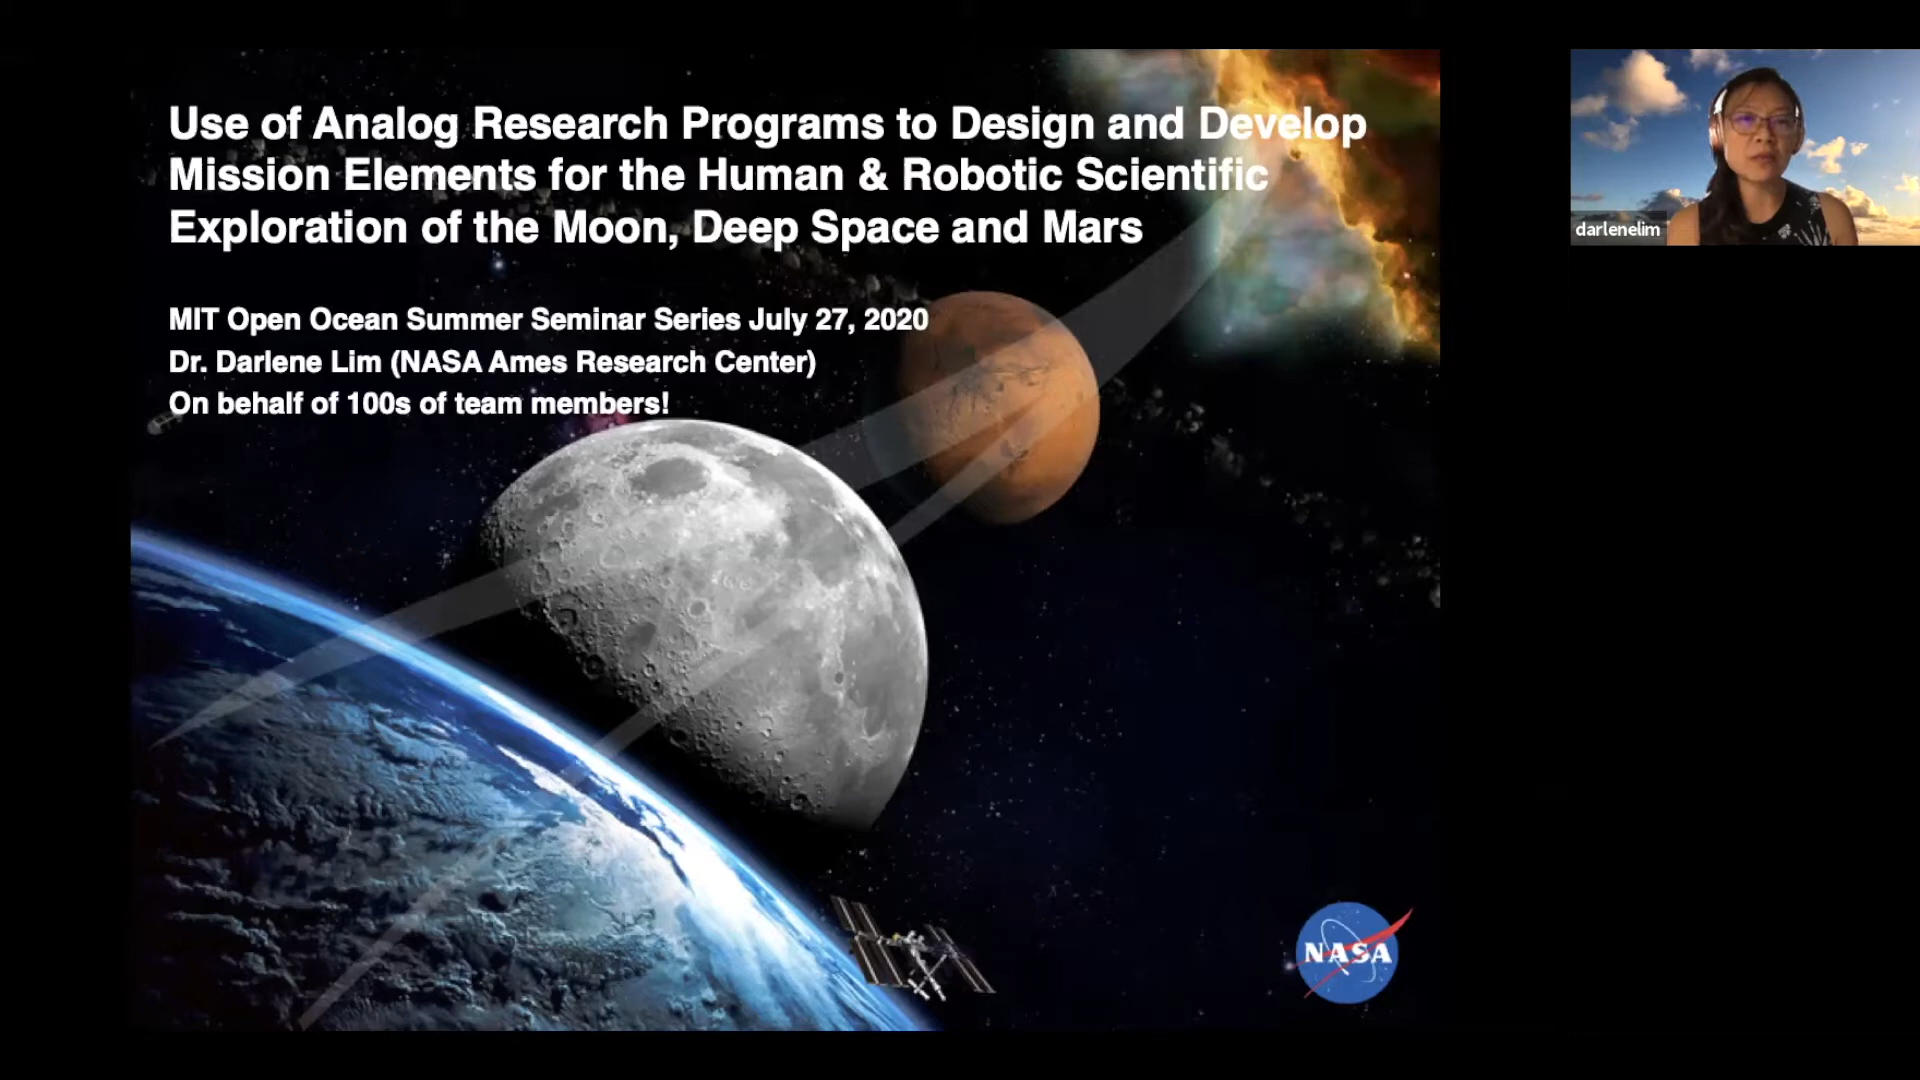 Use of Analog Research Programs to Design and Develop
Mission Elements for the Human & Robotic Scientific
Exploration of the Moon, Deep Space and Mars
MIT Open Ocean Summer Seminar Series July 27, 2020
Dr. Darlene Lim (NASA Ames Research Center)
On behalf of 100s of team members!
darlenelim
NASA